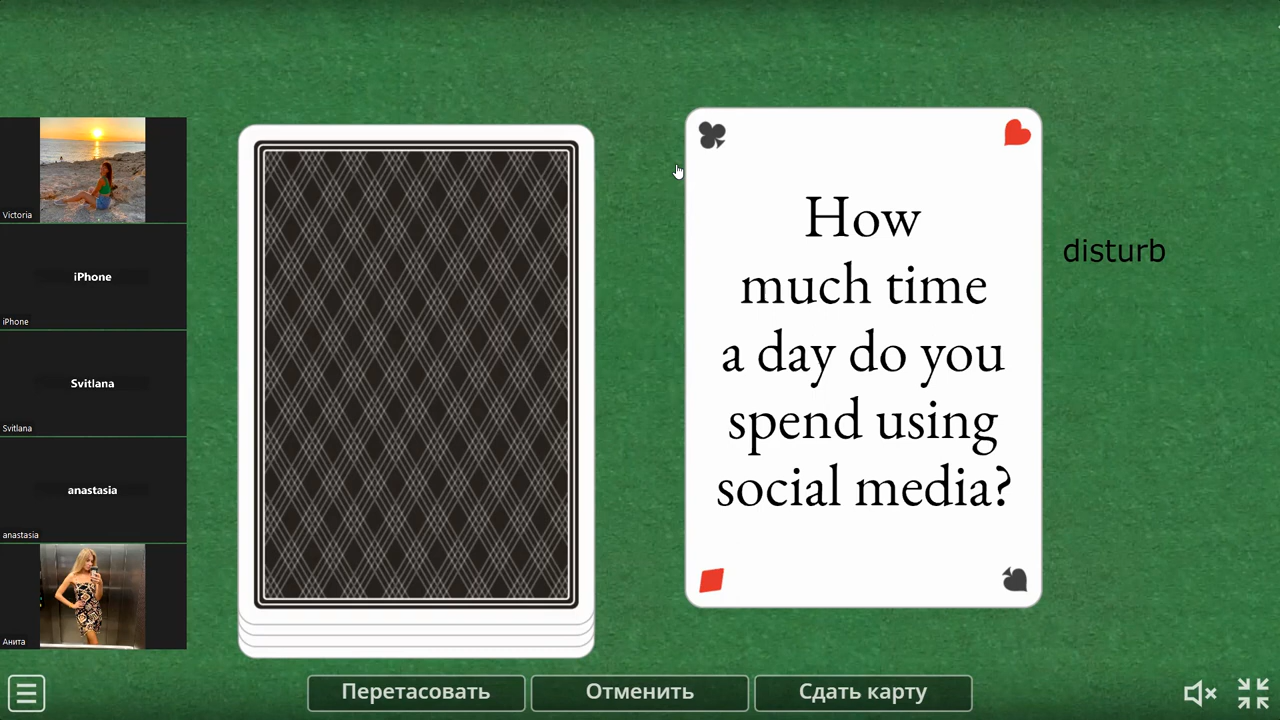 Victoria
iPhone
iPhone
Svitlana
Svitlana
anastasia
anastasia
Анита
How
much time
a day do you
spend using
social media?
disturb
Перетасовать
Отменить
Сдать карту